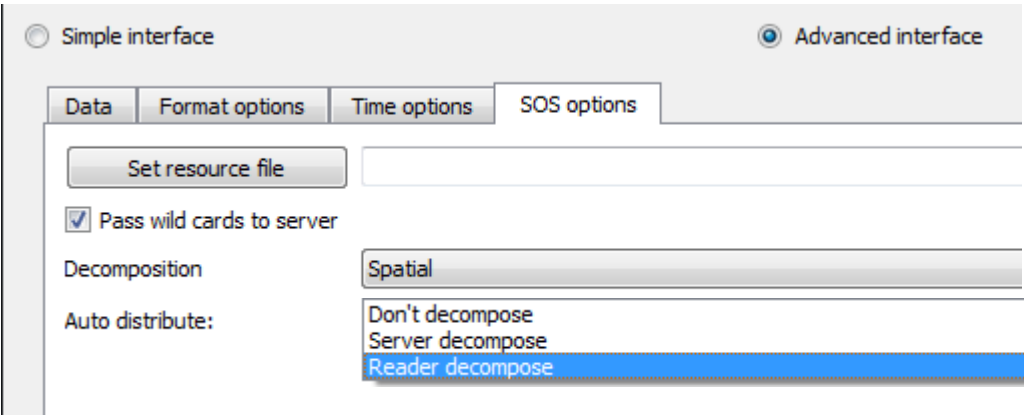 Simple interface Advanced interface
Data Format options Time options SOS options
Set resource file
Pass wild cards to server
Decomposition Spatial
Auto distribute: Don't decompose
Server decompose
Reader decompose